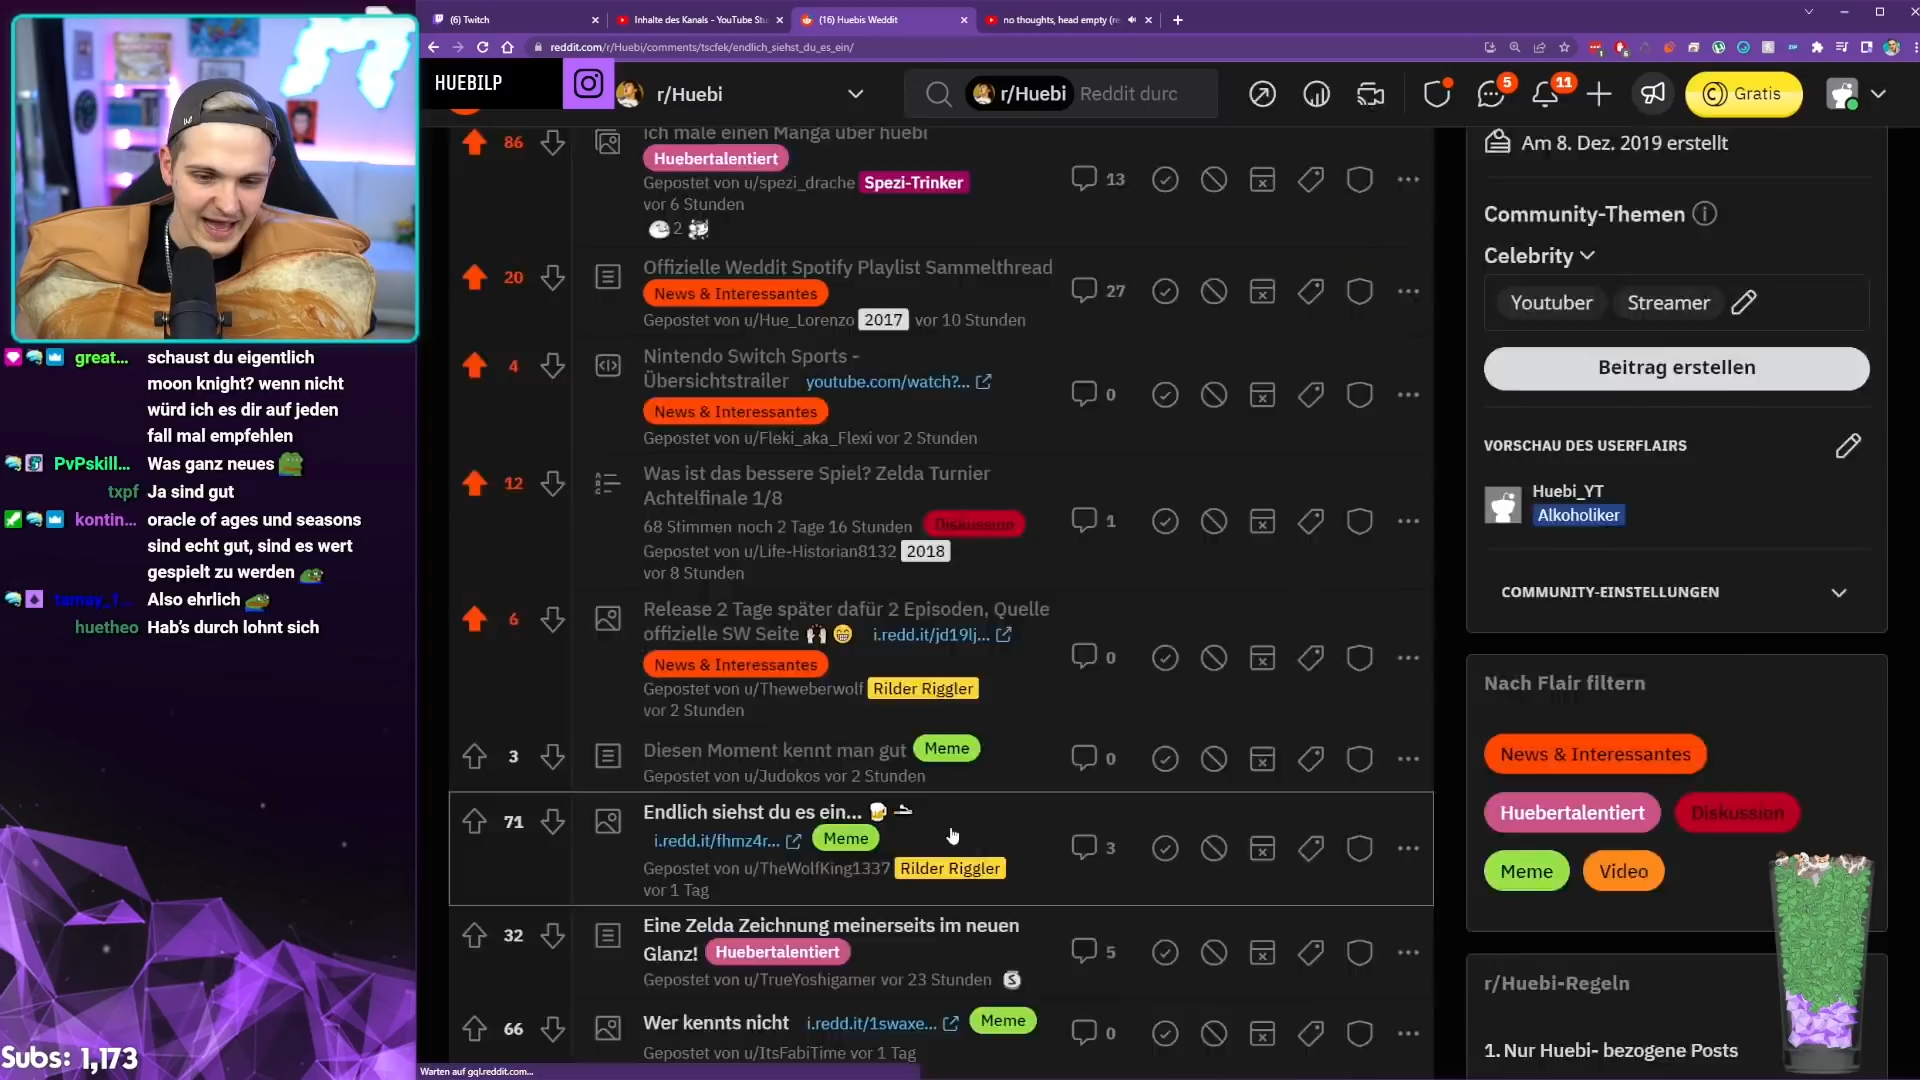 (6) Twitch
Inhalte des Kanals - YouTube Stu
(16) Huebis Weddit
no thoughts, head empty (re
reddit.com/r/Huebi/comments/tscfek/endlich_siehst_du_es_ein/
HUEBILP
r/Huebi
r/Huebi Reddit durc
5
11
Gratis
86
ich male einen Manga über huebi
Huebertalentiert
Gepostet von u/spezi_drache Spezi-Trinker
vor 6 Stunden
2
13
20
Offizielle Weddit Spotify Playlist Sammelthread
News & Interessantes
Gepostet von u/Hue_Lorenzo 2017 vor 10 Stunden
27
4
Nintendo Switch Sports -
Übersichtstrailer youtube.com/watch?...
News & Interessantes
Gepostet von u/Fleki_aka_Flexi vor 2 Stunden
0
12
Was ist das bessere Spiel? Zelda Turnier
Achtelfinale 1/8
68 Stimmen noch 2 Tage 16 Stunden Diskussion
Gepostet von u/Life-Historian8132 2018
vor 8 Stunden
1
6
Release 2 Tage später dafür 2 Episoden, Quelle
offizielle SW Seite 🙌 😁 i.redd.it/jd19lj...
News & Interessantes
Gepostet von u/Theweberwolf Rilder Riggler
vor 2 Stunden
0
3
Diesen Moment kennt man gut Meme
Gepostet von u/Judokos vor 2 Stunden
0
71
Endlich siehst du es ein... 🍺 🚬
i.redd.it/fhmz4r... Meme
Gepostet von u/TheWolfKing1337 Rilder Riggler
vor 1 Tag
3
32
Eine Zelda Zeichnung meinerseits im neuen
Glanz! Huebertalentiert
Gepostet von u/TrueYoshigamer vor 23 Stunden
5
66
Wer kennts nicht i.redd.it/1swaxe... Meme
Gepostet von u/ItsFabiTime vor 1 Tag
0
Warten auf gql.reddit.com...
Am 8. Dez. 2019 erstellt
Community-Themen
Celebrity
Youtuber Streamer
Beitrag erstellen
VORSCHAU DES USERFLAIRS
Huebi_YT
Alkoholiker
COMMUNITY-EINSTELLUNGEN
Nach Flair filtern
News & Interessantes
Huebertalentiert Diskussion
Meme Video
r/Huebi-Regeln
1. Nur Huebi- bezogene Posts
great... schaust du eigentlich
moon knight? wenn nicht
würd ich es dir auf jeden
fall mal empfehlen
PvPskill... Was ganz neues
txpf Ja sind gut
kontin... oracle of ages und seasons
sind echt gut, sind es wert
gespielt zu werden
tamay_1... Also ehrlich
huetheo Hab's durch lohnt sich
Subs: 1,173